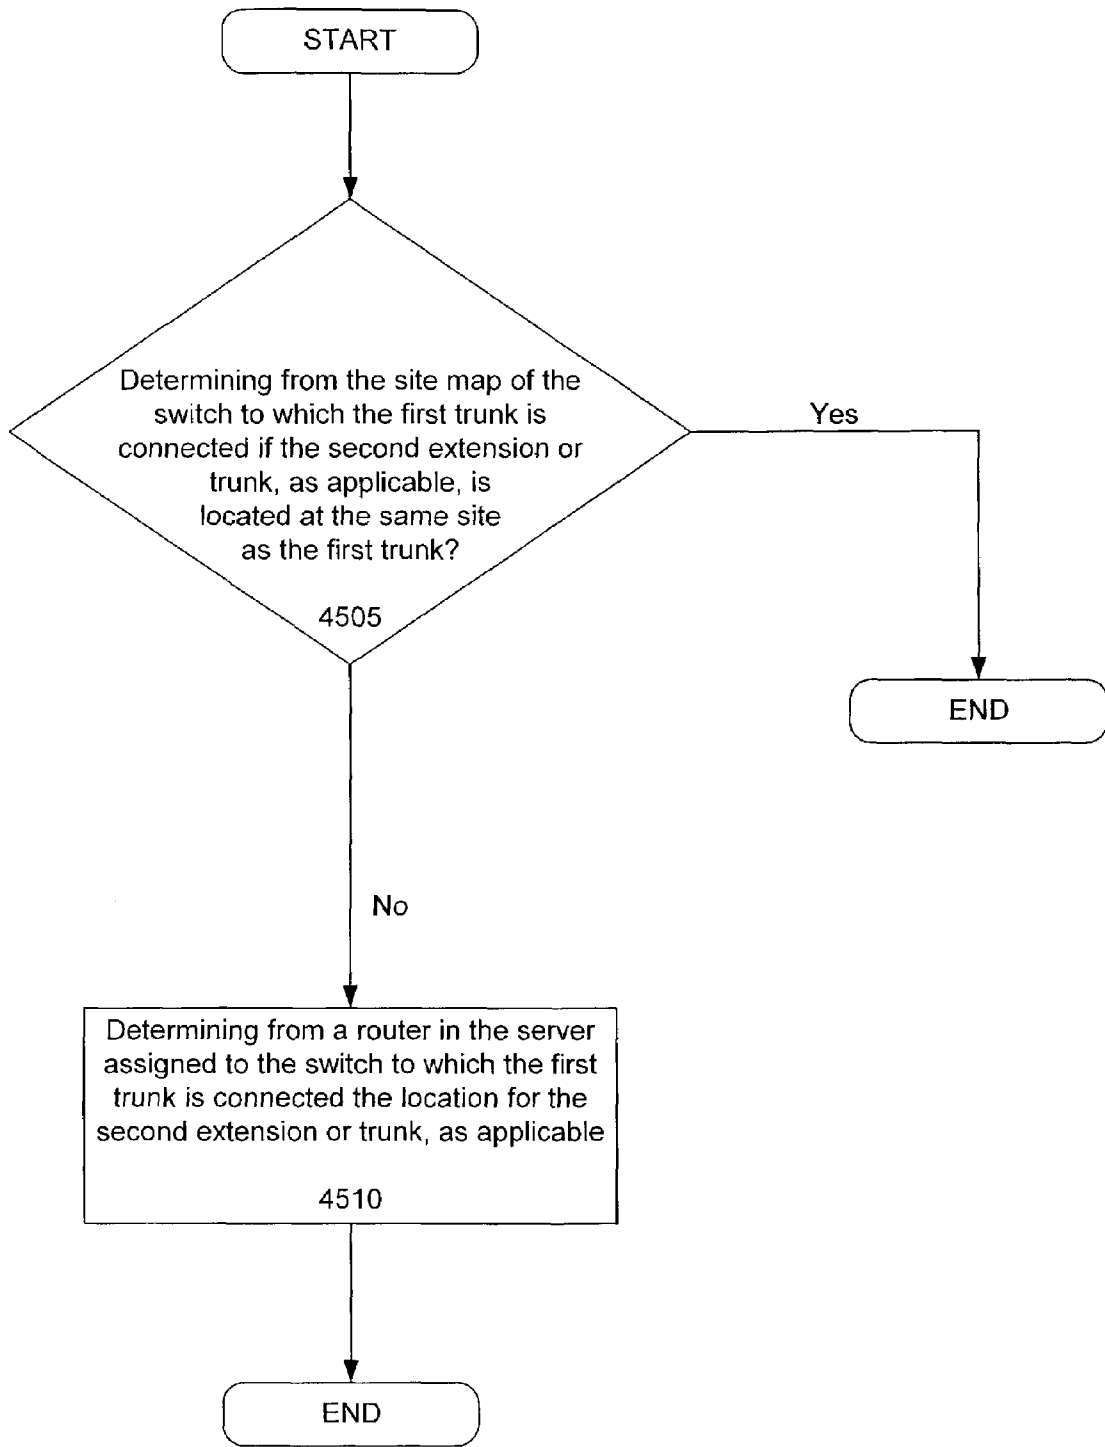 START
Determining from the site map of the
switch to which the first trunk is
connected if the second extension or
trunk, as applicable, is
located at the same site
as the first trunk?
4505
Yes
END
No
Determining from a router in the server
assigned to the switch to which the first
trunk is connected the location for the
second extension or trunk, as applicable
4510
END